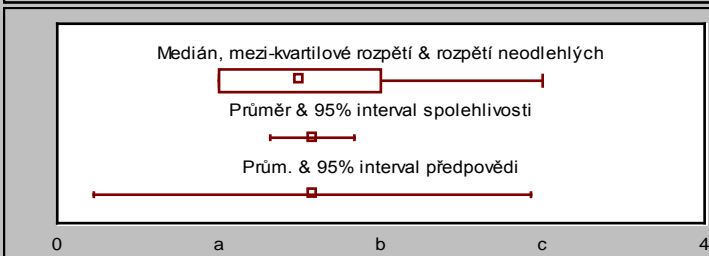 Medián, mezi-kvartilové rozpětí & rozpětí neodlehlých
Průměr & 95% interval spolehlivosti
Prům. & 95% interval předpovědi
0 a b c 4